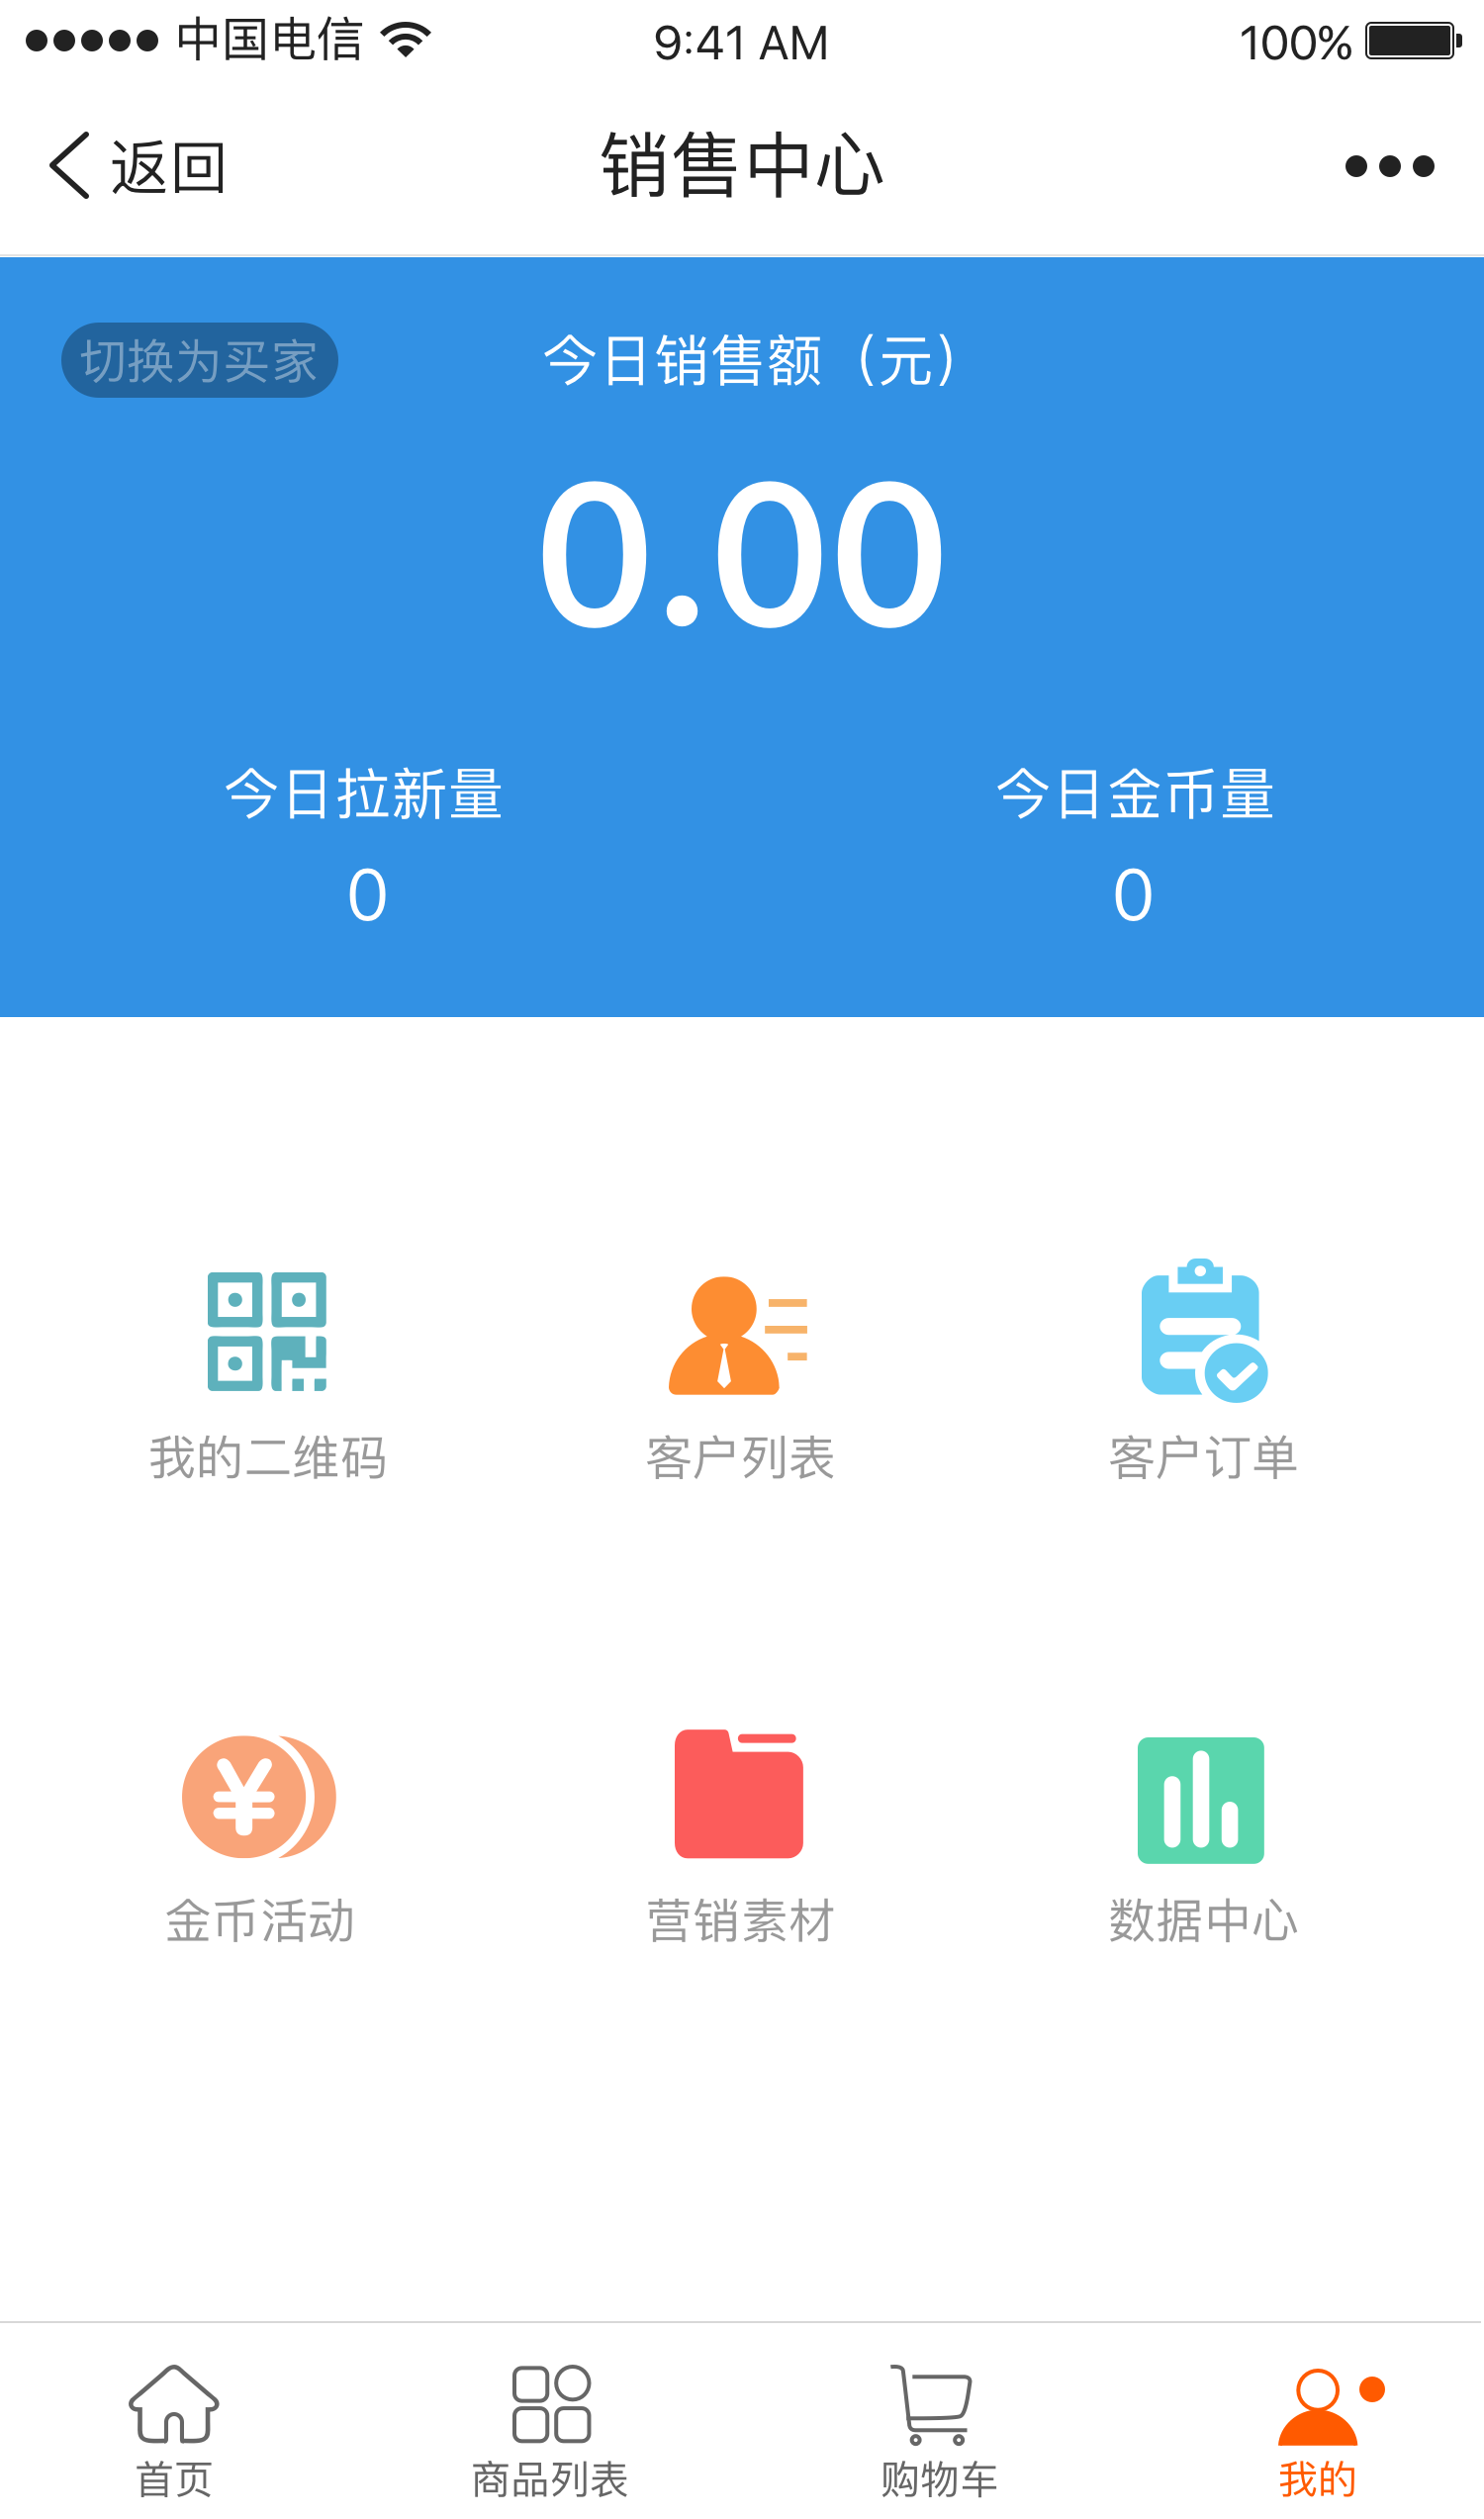 中国电信 9:41 AM 100%
返回 销售中心
切换为买家 今日销售额 (元)
0.00
今日拉新量 今日金币量
0 0
我的二维码 客户列表 客户订单
金币活动 营销素材 数据中心
首页 商品列表 购物车 我的